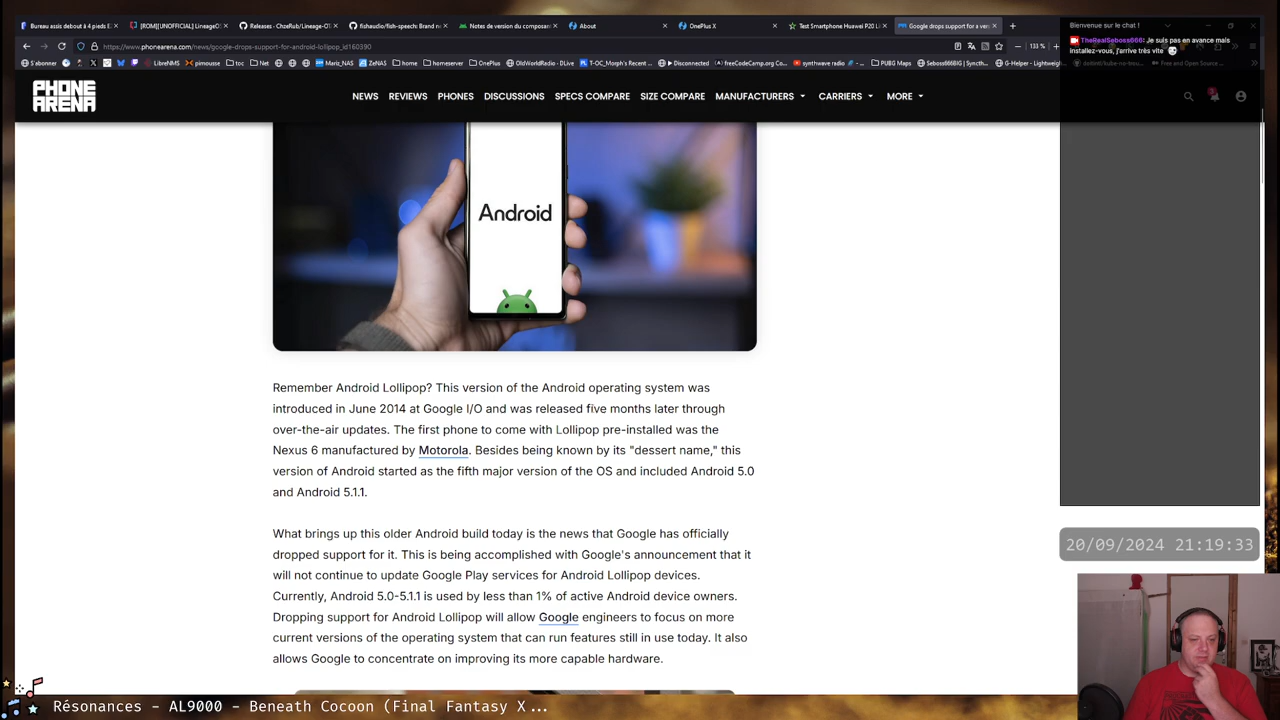 Bureau assis debout à 4 pieds E
[ROM][UNOFFICIAL] LineageOS
Releases · ChzeRub/Lineage-OT
fishaudio/fish-speech: Brand n
Notes de version du composant
About
OnePlus X
Test Smartphone Huawei P20 Li
Google drops support for a ver
https://www.phonearena.com/news/google-drops-support-for-android-lollipop_id160390
133 %
S'abonner
LibreNMS
pimousse
toc
Net
Mariz_NAS
ZeNAS
home
homeserver
OnePlus
OldWorldRadio - DLive
T-OC_Morph's Recent ...
Disconnected
freeCodeCamp.org Co...
synthwave radio
PUBG Maps
Seboss666BIG | Syncth...
G-Helper - Lightweigh...
Bienvenue sur le chat !
TheRealSeboss666: Je suis pas en avance mais
installez-vous, j'arrive très vite
PHONE
ARENA
NEWS
REVIEWS
PHONES
DISCUSSIONS
SPECS COMPARE
SIZE COMPARE
MANUFACTURERS
CARRIERS
MORE
Android
Remember Android Lollipop? This version of the Android operating system was
introduced in June 2014 at Google I/O and was released five months later through
over-the-air updates. The first phone to come with Lollipop pre-installed was the
Nexus 6 manufactured by Motorola. Besides being known by its "dessert name," this
version of Android started as the fifth major version of the OS and included Android 5.0
and Android 5.1.1.
What brings up this older Android build today is the news that Google has officially
dropped support for it. This is being accomplished with Google's announcement that it
will not continue to update Google Play services for Android Lollipop devices.
Currently, Android 5.0-5.1.1 is used by less than 1% of active Android device owners.
Dropping support for Android Lollipop will allow Google engineers to focus on more
current versions of the operating system that can run features still in use today. It also
allows Google to concentrate on improving its more capable hardware.
20/09/2024 21:19:33
Résonances - AL9000 - Beneath Cocoon (Final Fantasy X...